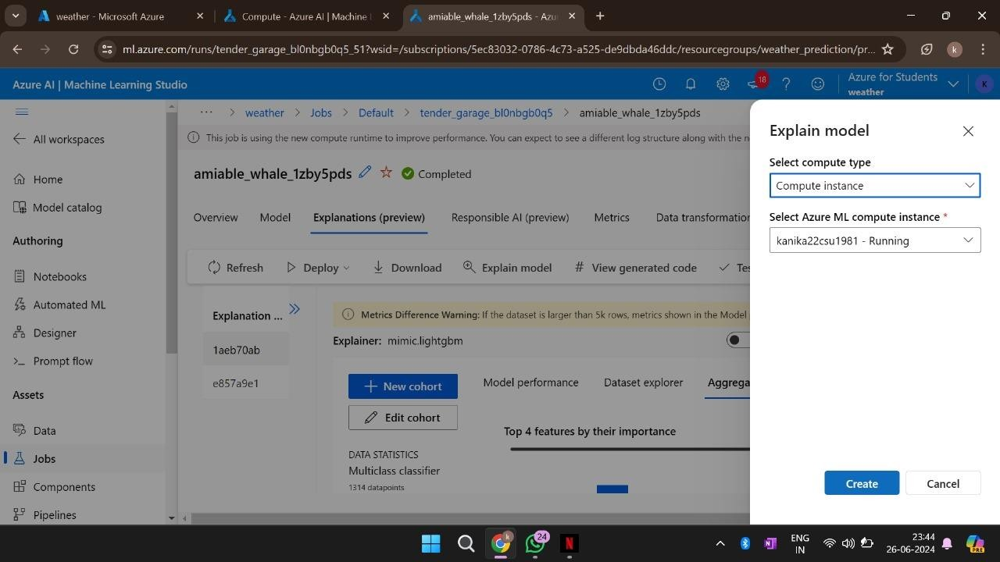 weather - Microsoft Azure
Compute - Azure AI | Machine L
amiable_whale_1zby5pds - Azu
ml.azure.com/runs/tender_garage_bl0nbgb0q5_51?wsid=/subscriptions/5ec83032-0786-4c73-a525-de9dbda46ddc/resourcegroups/weather_prediction/pr...
k
Azure AI | Machine Learning Studio
18
Azure for Students
weather
K
All workspaces
Home
Model catalog
Authoring
Notebooks
Automated ML
Designer
Prompt flow
Assets
Data
Jobs
Components
Pipelines
... > weather > Jobs > Default > tender_garage_bl0nbgb0q5 > amiable_whale_1zby5pds
This job is using the new compute runtime to improve performance. You can expect to see a different log structure along with the n
amiable_whale_1zby5pds Completed
Overview Model Explanations (preview) Responsible AI (preview) Metrics Data transformation
Refresh Deploy Download Explain model # View generated code Tes
Explanation ...
1aeb70ab
e857a9e1
Metrics Difference Warning: If the dataset is larger than 5k rows, metrics shown in the Model
Explainer: mimic.lightgbm
New cohort
Edit cohort
DATA STATISTICS
Multiclass classifier
1314 datapoints
Model performance Dataset explorer Aggrega
Top 4 features by their importance
Explain model
Select compute type
Compute instance
Select Azure ML compute instance *
kanika22csu1981 - Running
Create Cancel
k
24
N
N
ENG
IN
23:44
26-06-2024
PRE